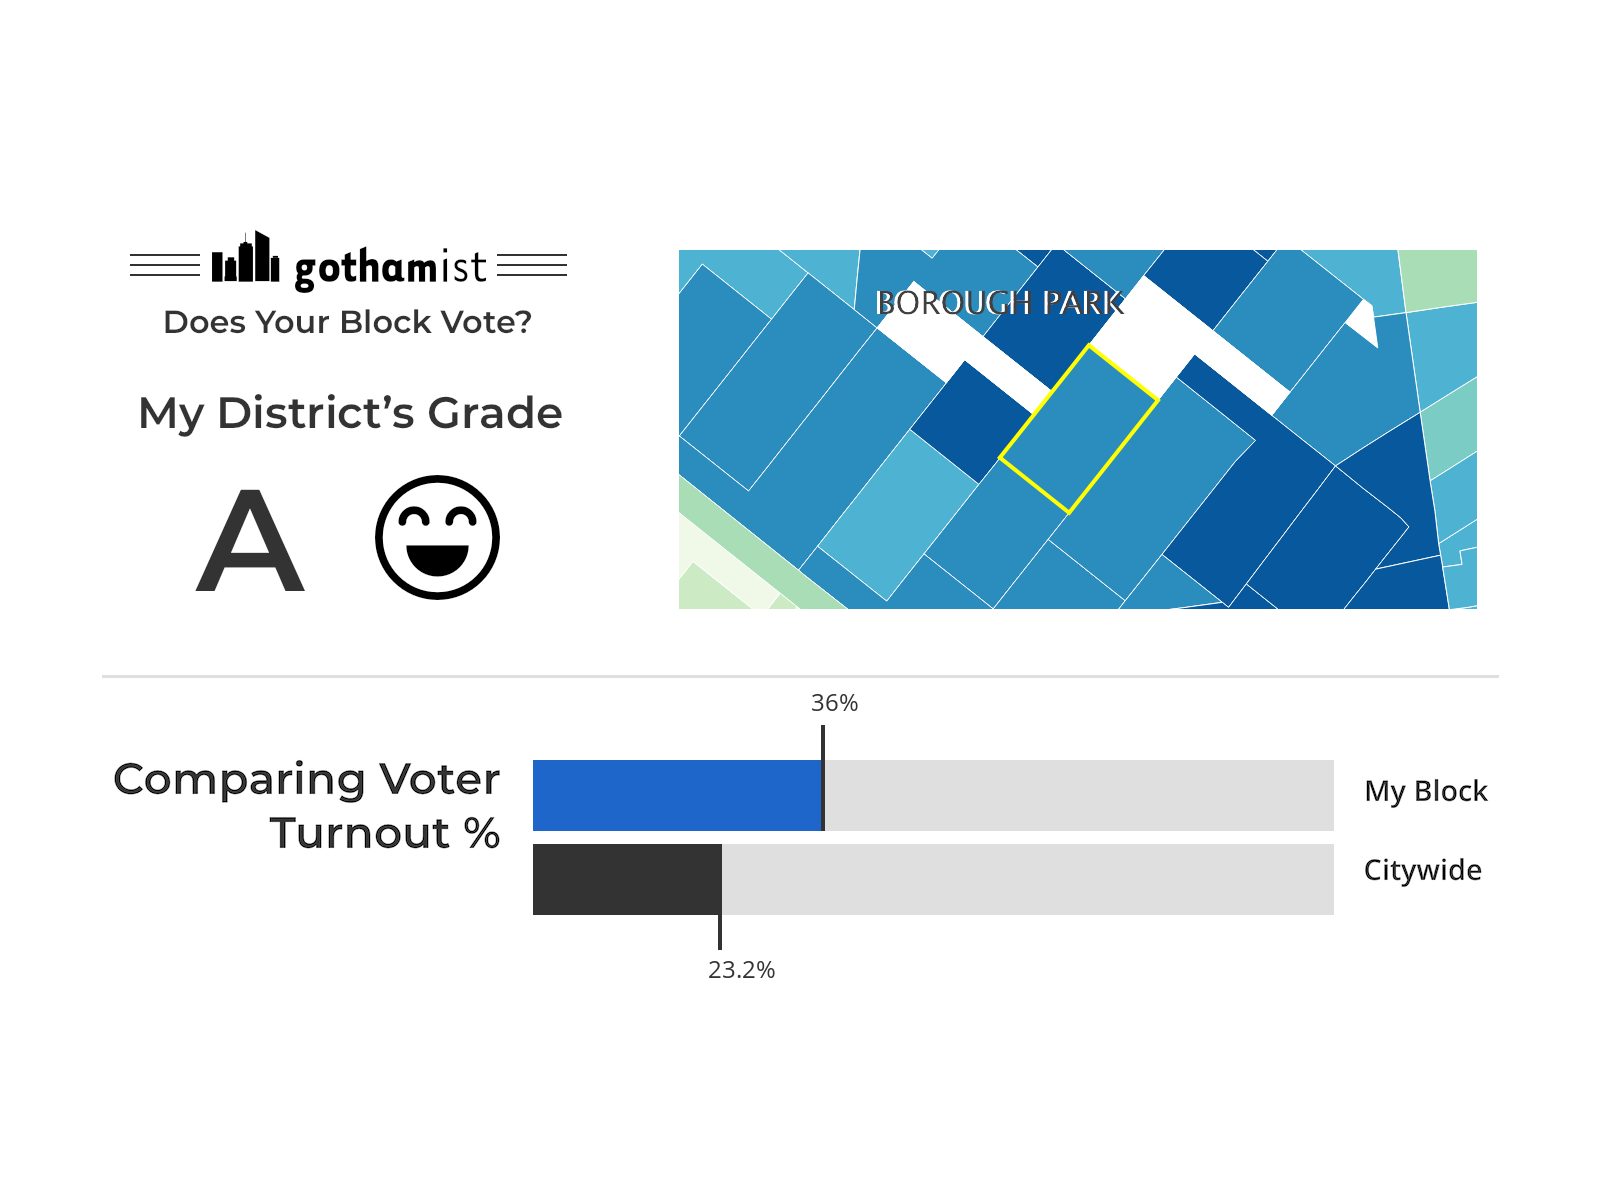 gothamist
Does Your Block Vote?
My District’s Grade
A
BOROUGH PARK
36%
Comparing Voter
Turnout %
My Block
Citywide
23.2%